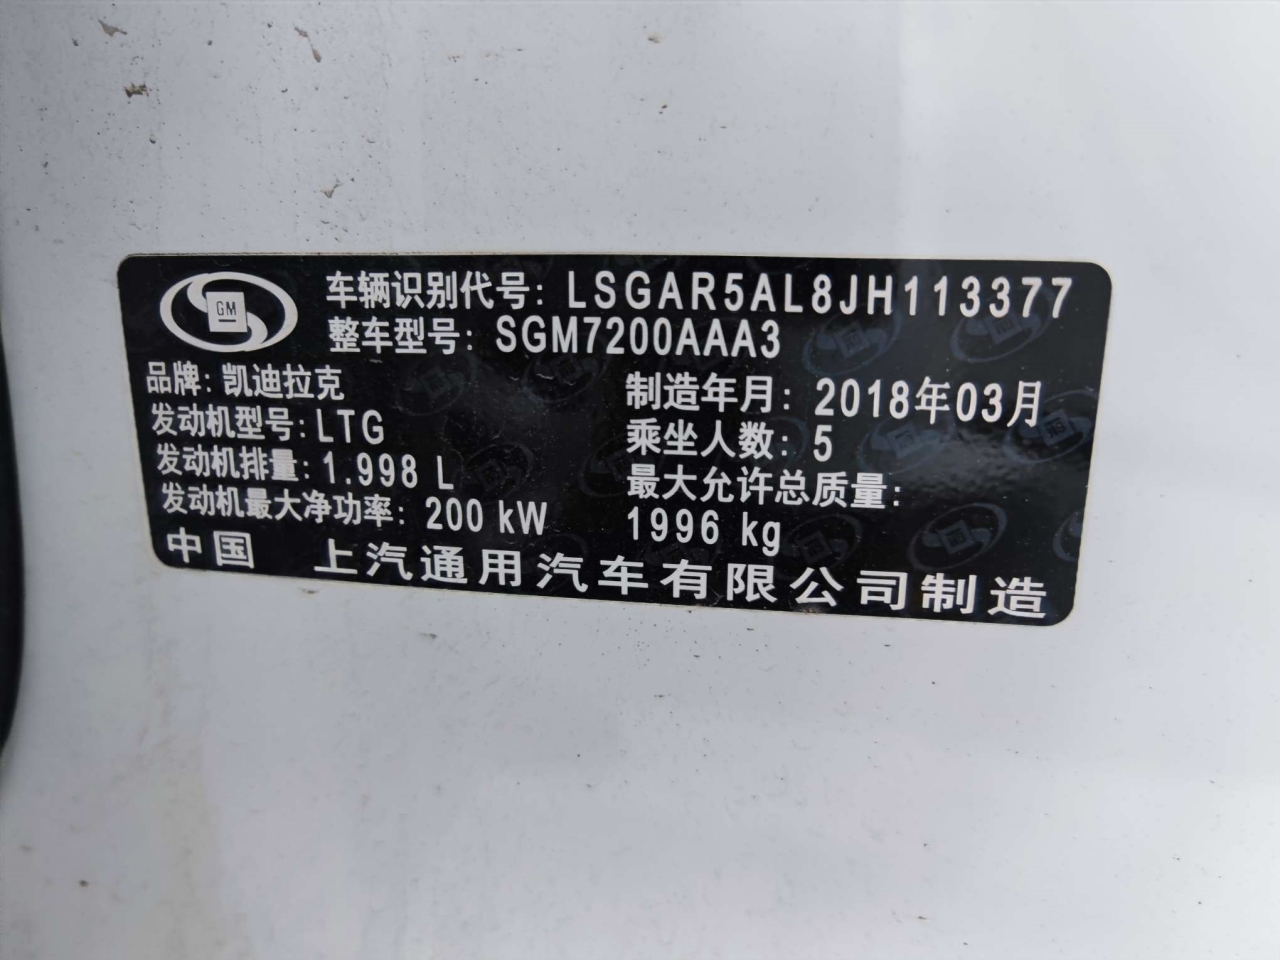 GM
车辆识别代号: LSGAR5AL8JH113377
整车型号: SGM7200AAA3
品牌: 凯迪拉克
发动机型号: LTG
发动机排量: 1.998 L
发动机最大净功率: 200 kW
制造年月: 2018年03月
乘坐人数: 5
最大允许总质量:
1996 kg
中国 上汽通用汽车有限公司制造